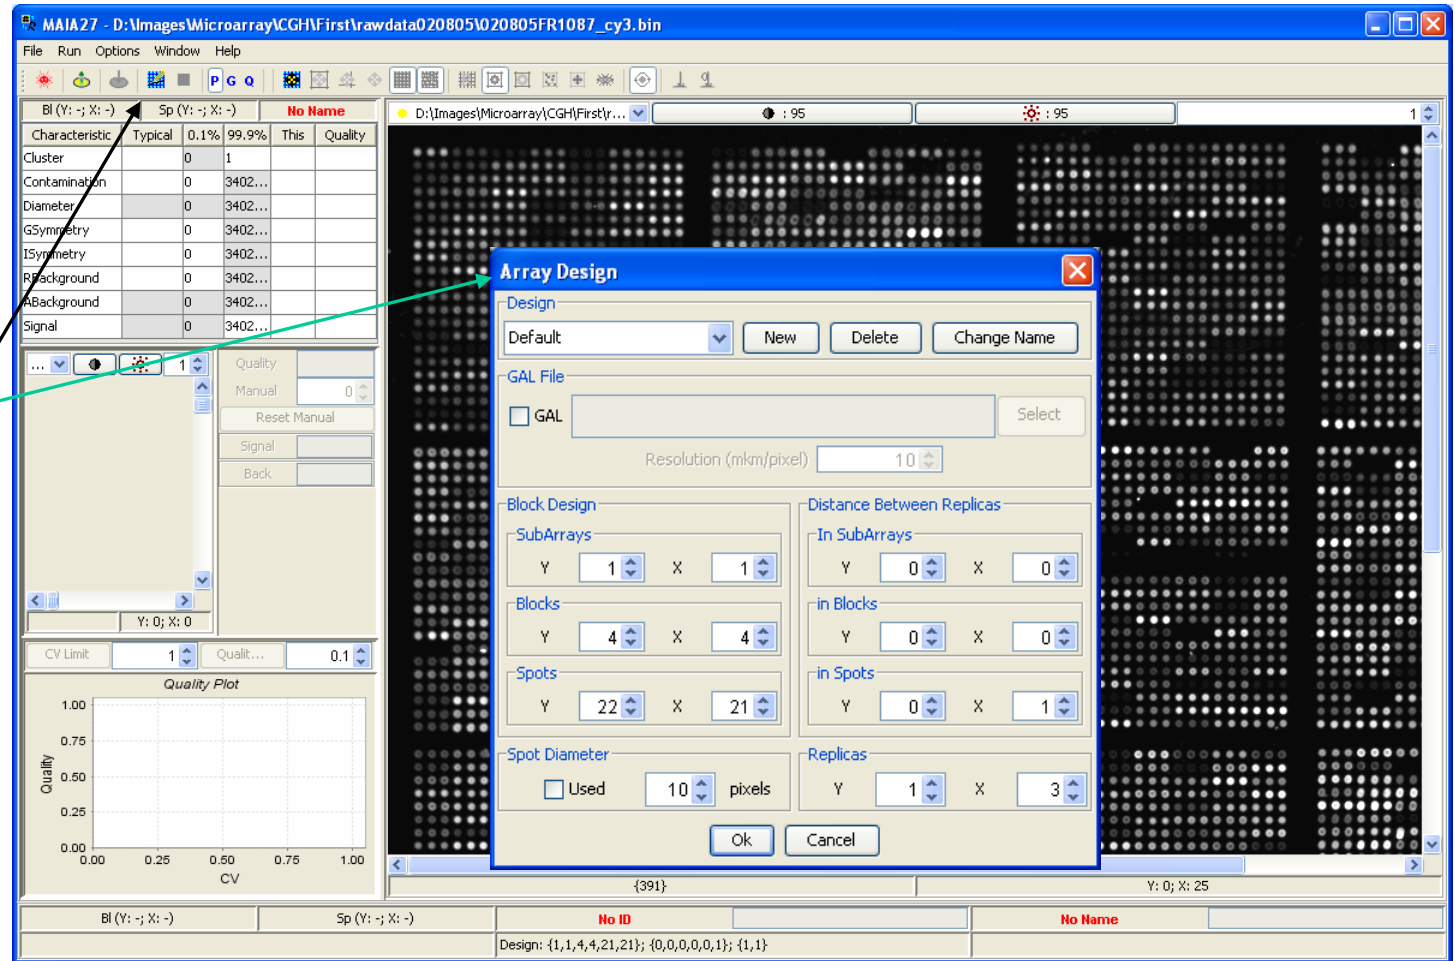 MAIA27 - D:\Images\Microarray\CGH\First\rawdata020805\020805FR1087_cy3.bin
File Run Options Window Help
P G Q
Bl (Y: -; X: -) Sp (Y: -; X: -) No Name
Characteristic Typical 0.1% 99.9% This Quality
Cluster 0 1
Contamination 0 3402...
Diameter 0 3402...
GSymmetry 0 3402...
ISymetry 0 3402...
RBackground 0 3402...
ABackground 0 3402...
Signal 0 3402...
... 1
Quality
Manual 0
Reset Manual
Signal
Back
Y: 0; X: 0
CV Limit 1 Qualit... 0.1
Quality Plot
1.00
0.75
0.50
0.25
0.00
Quality
0.00 0.25 0.50 0.75 1.00
CV
D:\Images\Microarray\CGH\First\r... : 95 : 95 1
Array Design
Design
Default New Delete Change Name
GAL File
GAL Select
Resolution (mkm/pixel) 10
Block Design
SubArrays
Y 1 X 1
Blocks
Y 4 X 4
Spots
Y 22 X 21
Distance Between Replicas
In SubArrays
Y 0 X 0
in Blocks
Y 0 X 0
in Spots
Y 0 X 1
Spot Diameter
Used 10 pixels
Replicas
Y 1 X 3
Ok Cancel
{391} Y: 0; X: 25
Bl (Y: -; X: -) Sp (Y: -; X: -) No ID No Name
Design: {1,1,4,4,21,21}; {0,0,0,0,0,1}; {1,1}